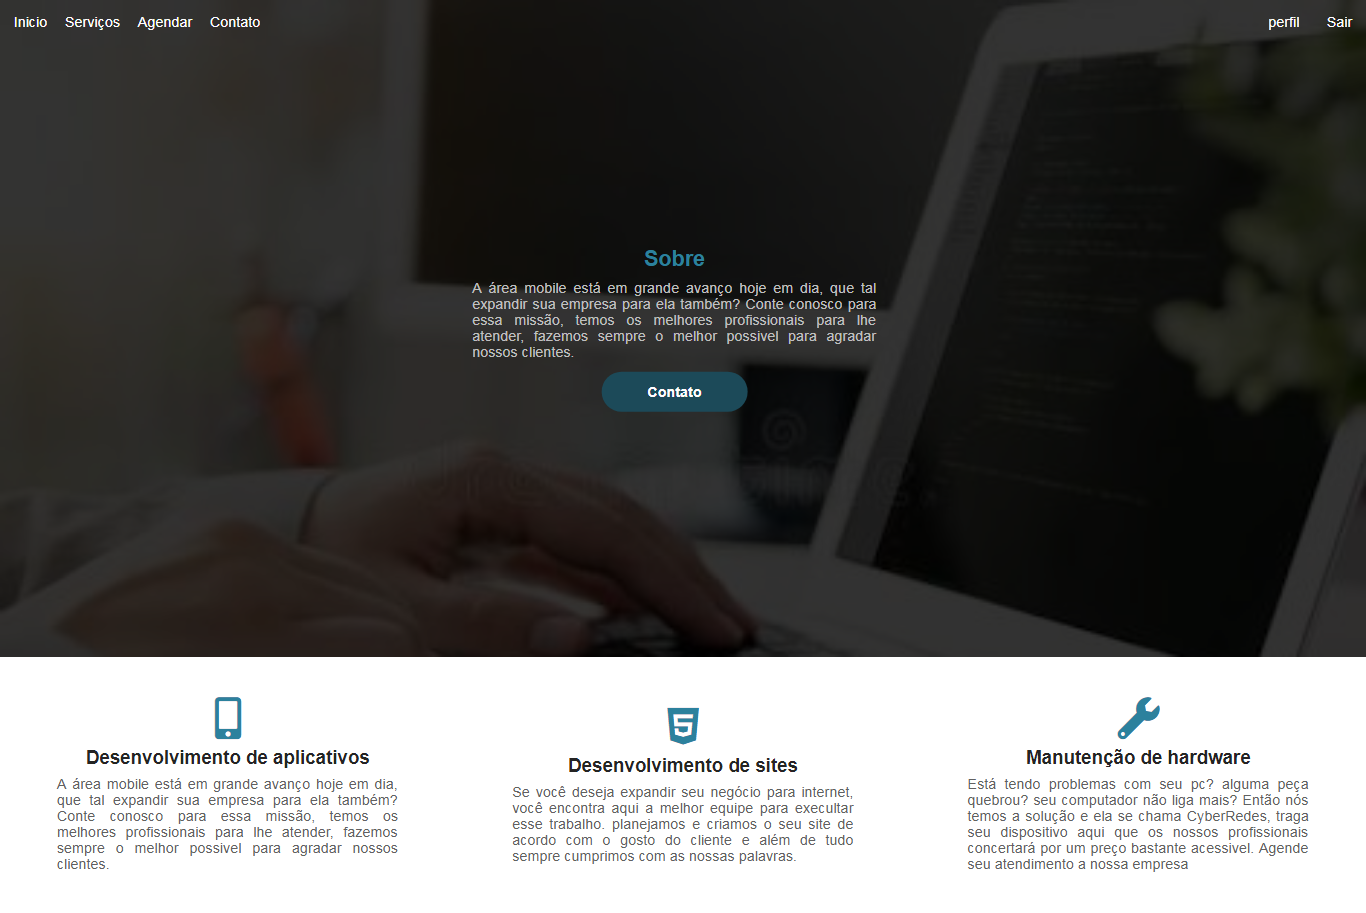 Inicio Serviços Agendar Contato perfil Sair
Sobre
A área mobile está em grande avanço hoje em dia, que tal
expandir sua empresa para ela também? Conte conosco para
essa missão, temos os melhores profissionais para lhe
atender, fazemos sempre o melhor possivel para agradar
nossos clientes.
Contato
Desenvolvimento de aplicativos
A área mobile está em grande avanço hoje em dia,
que tal expandir sua empresa para ela também?
Conte conosco para essa missão, temos os
melhores profissionais para lhe atender, fazemos
sempre o melhor possivel para agradar nossos
clientes.
5
Desenvolvimento de sites
Se você deseja expandir seu negócio para internet,
você encontra aqui a melhor equipe para execultar
esse trabalho. planejamos e criamos o seu site de
acordo com o gosto do cliente e além de tudo
sempre cumprimos com as nossas palavras.
Manutenção de hardware
Está tendo problemas com seu pc? alguma peça
quebrou? seu computador não liga mais? Então nós
temos a solução e ela se chama CyberRedes, traga
seu dispositivo aqui que os nossos profissionais
concertará por um preço bastante acessivel. Agende
seu atendimento a nossa empresa